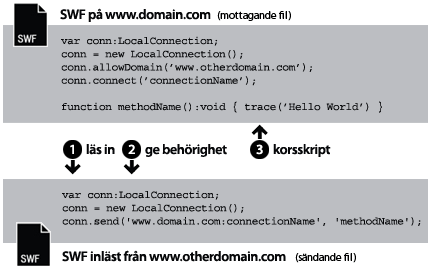 SWF
SWF på www.domain.com (mottagande fil)
var conn:LocalConnection;
conn = new LocalConnection();
conn.allowDomain('www.otherdomain.com');
conn.connect('connectionName');
function methodName():void { trace('Hello World') }
1 läs in 2 ge behörighet 3 korsskript
var conn:LocalConnection;
conn = new LocalConnection();
conn.send('www.domain.com:connectionName', 'methodName');
SWF
SWF inläst från www.otherdomain.com (sändande fil)